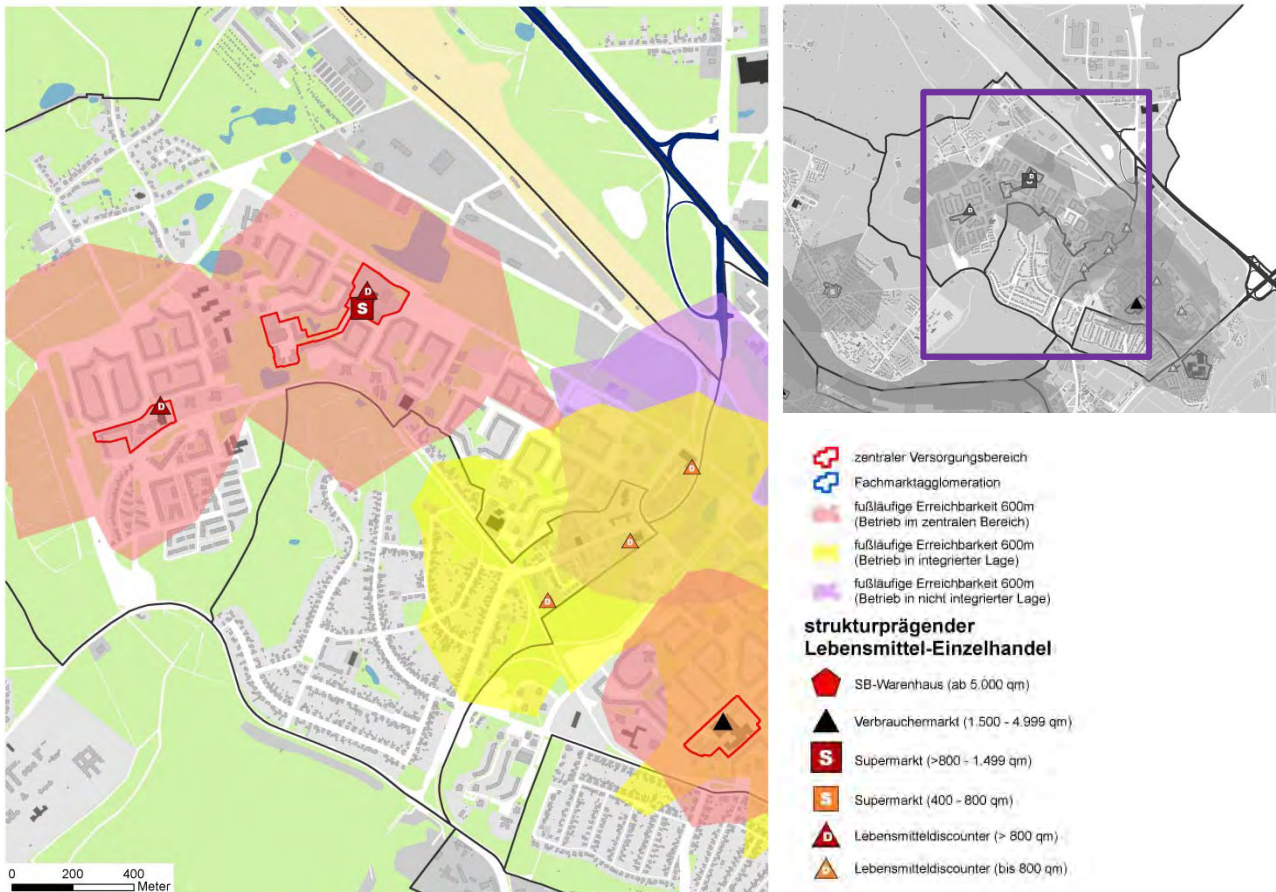 D
S
D
D
D
D
0 200 400
Meter
D
S
D
zentraler Versorgungsbereich
Fachmarktagglomeration
fußläufige Erreichbarkeit 600m
(Betrieb im zentralen Bereich)
fußläufige Erreichbarkeit 600m
(Betrieb in integrierter Lage)
fußläufige Erreichbarkeit 600m
(Betrieb in nicht integrierter Lage)
strukturprägender
Lebensmittel-Einzelhandel
SB-Warenhaus (ab 5.000 qm)
Verbrauchermarkt (1.500 - 4.999 qm)
S Supermarkt (>800 - 1.499 qm)
S Supermarkt (400 - 800 qm)
D Lebensmitteldiscounter (> 800 qm)
D Lebensmitteldiscounter (bis 800 qm)